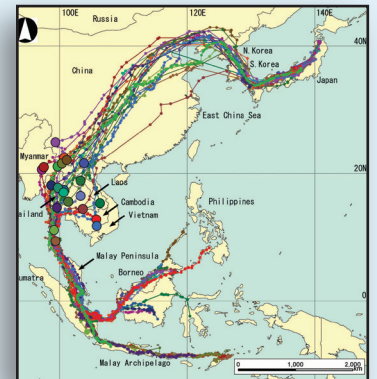 100E
120E
140E
Russia
40N
N.Korea
S.Korea
China
Japan
East China Sea
20N
Myanmar
Laos
ailand
Cambodia
Philippines
Vietnam
Malay Peninsula
Borneo
umatra
0
Malay Archipelago
0 1,000 2,000
km